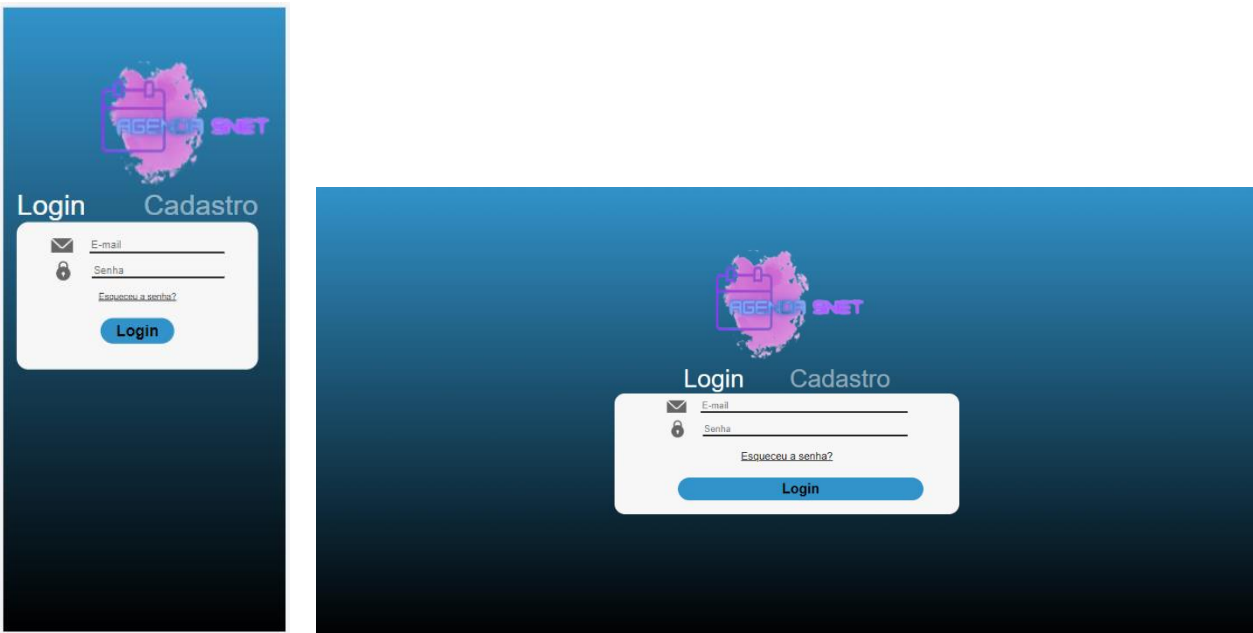 AGENDA SNET
Login Cadastro
E-mail
Senha
Esqueceu a senha?
Login
AGENDA SNET
Login Cadastro
E-mail
Senha
Esqueceu a senha?
Login